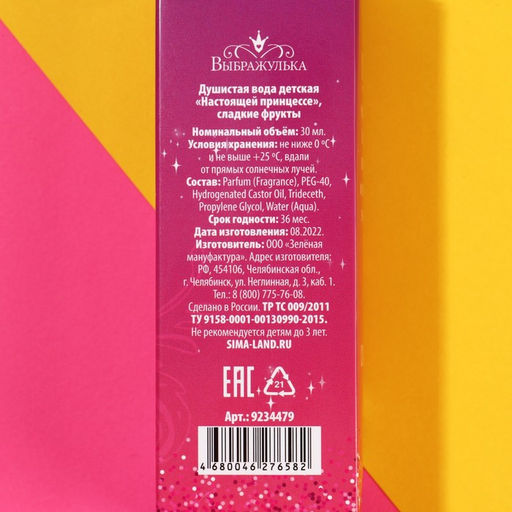 Выбражулька
Душистая вода детская
«Настоящей принцессе»,
сладкие фрукты
Номинальный объём: 30 мл.
Условия хранения: не ниже 0 °C
и не выше +25 °C, вдали
от прямых солнечных лучей.
Состав: Parfum (Fragrance), PEG-40,
Hydrogenated Castor Oil, Trideceth,
Propylene Glycol, Water (Aqua).
Срок годности: 36 мес.
Дата изготовления: 08.2022.
Изготовитель: ООО «Зелёная
мануфактура». Адрес изготовителя:
РФ, 454106, Челябинская обл.,
г. Челябинск, ул. Неглинная, д. 3, каб. 1.
Тел.: 8 (800) 775-76-08.
Сделано в России. ТР ТС 009/2011
ТУ 9158-0001-00130990-2015.
Не рекомендуется детям до 3 лет.
SIMA-LAND.RU
EAC 21
Арт.: 9234479
4 680046 276582